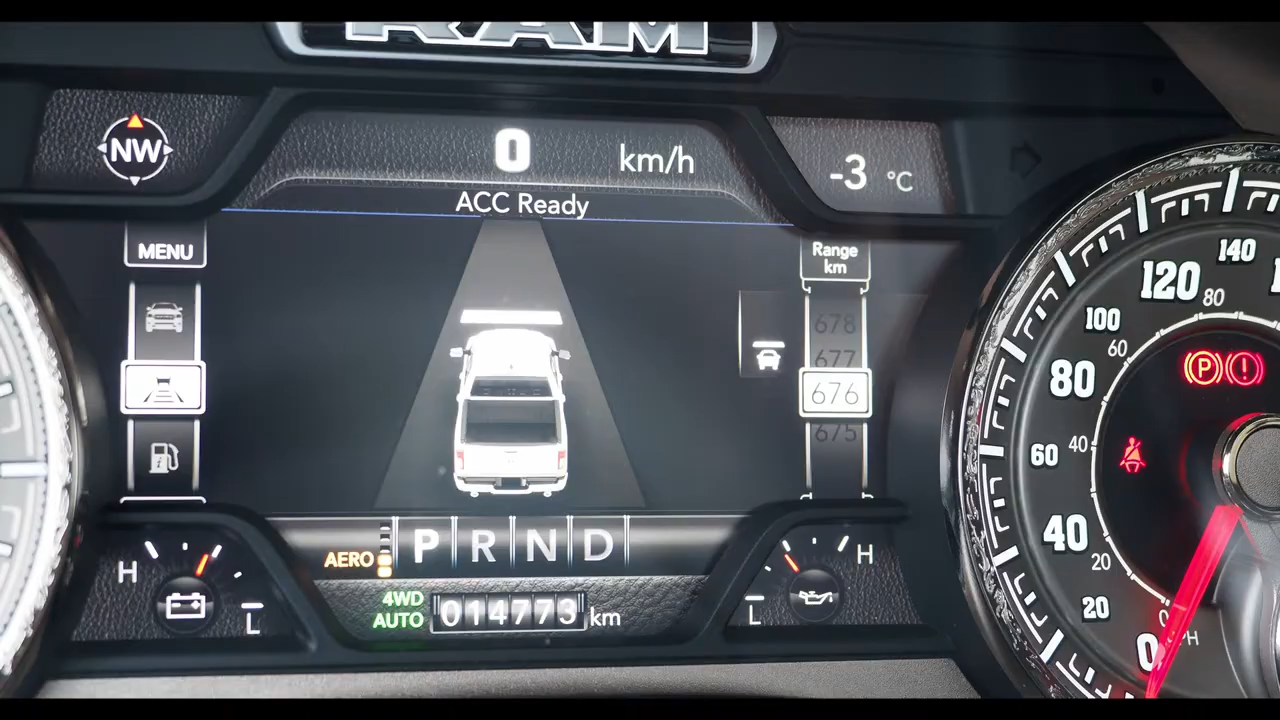 RAM
NW
0 km/h
-3 °C
ACC Ready
MENU
Range
km
678
677
676
675
AERO
P R N D
H
L
H
L
4WD
AUTO
014773 km
140
120
100
80
60
40
20
0
80
60
40
20
0
P